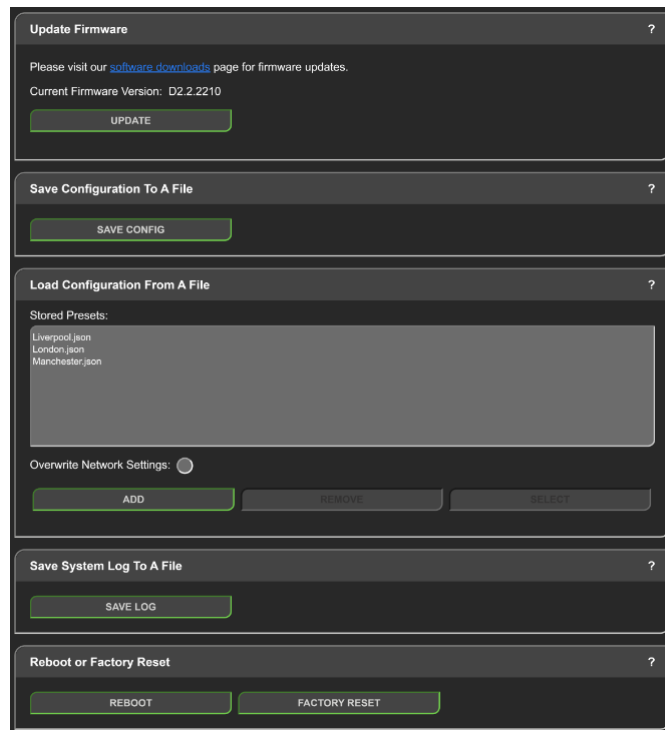 Update Firmware ?
Please visit our software downloads page for firmware updates.
Current Firmware Version: D2.2.2210
UPDATE
Save Configuration To A File ?
SAVE CONFIG
Load Configuration From A File ?
Stored Presets:
Liverpool.json
London.json
Manchester.json
Overwrite Network Settings:
ADD REMOVE SELECT
Save System Log To A File ?
SAVE LOG
Reboot or Factory Reset ?
REBOOT FACTORY RESET